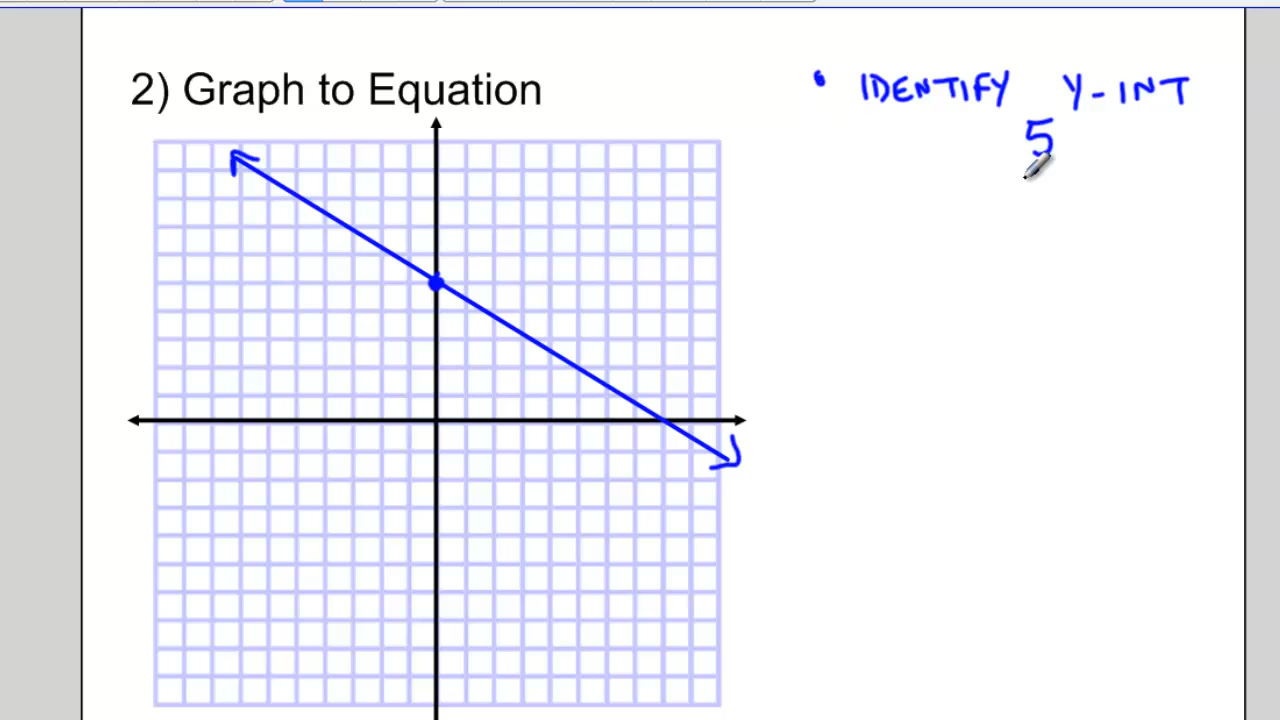 2) Graph to Equation
• IDENTIFY Y-INT
5